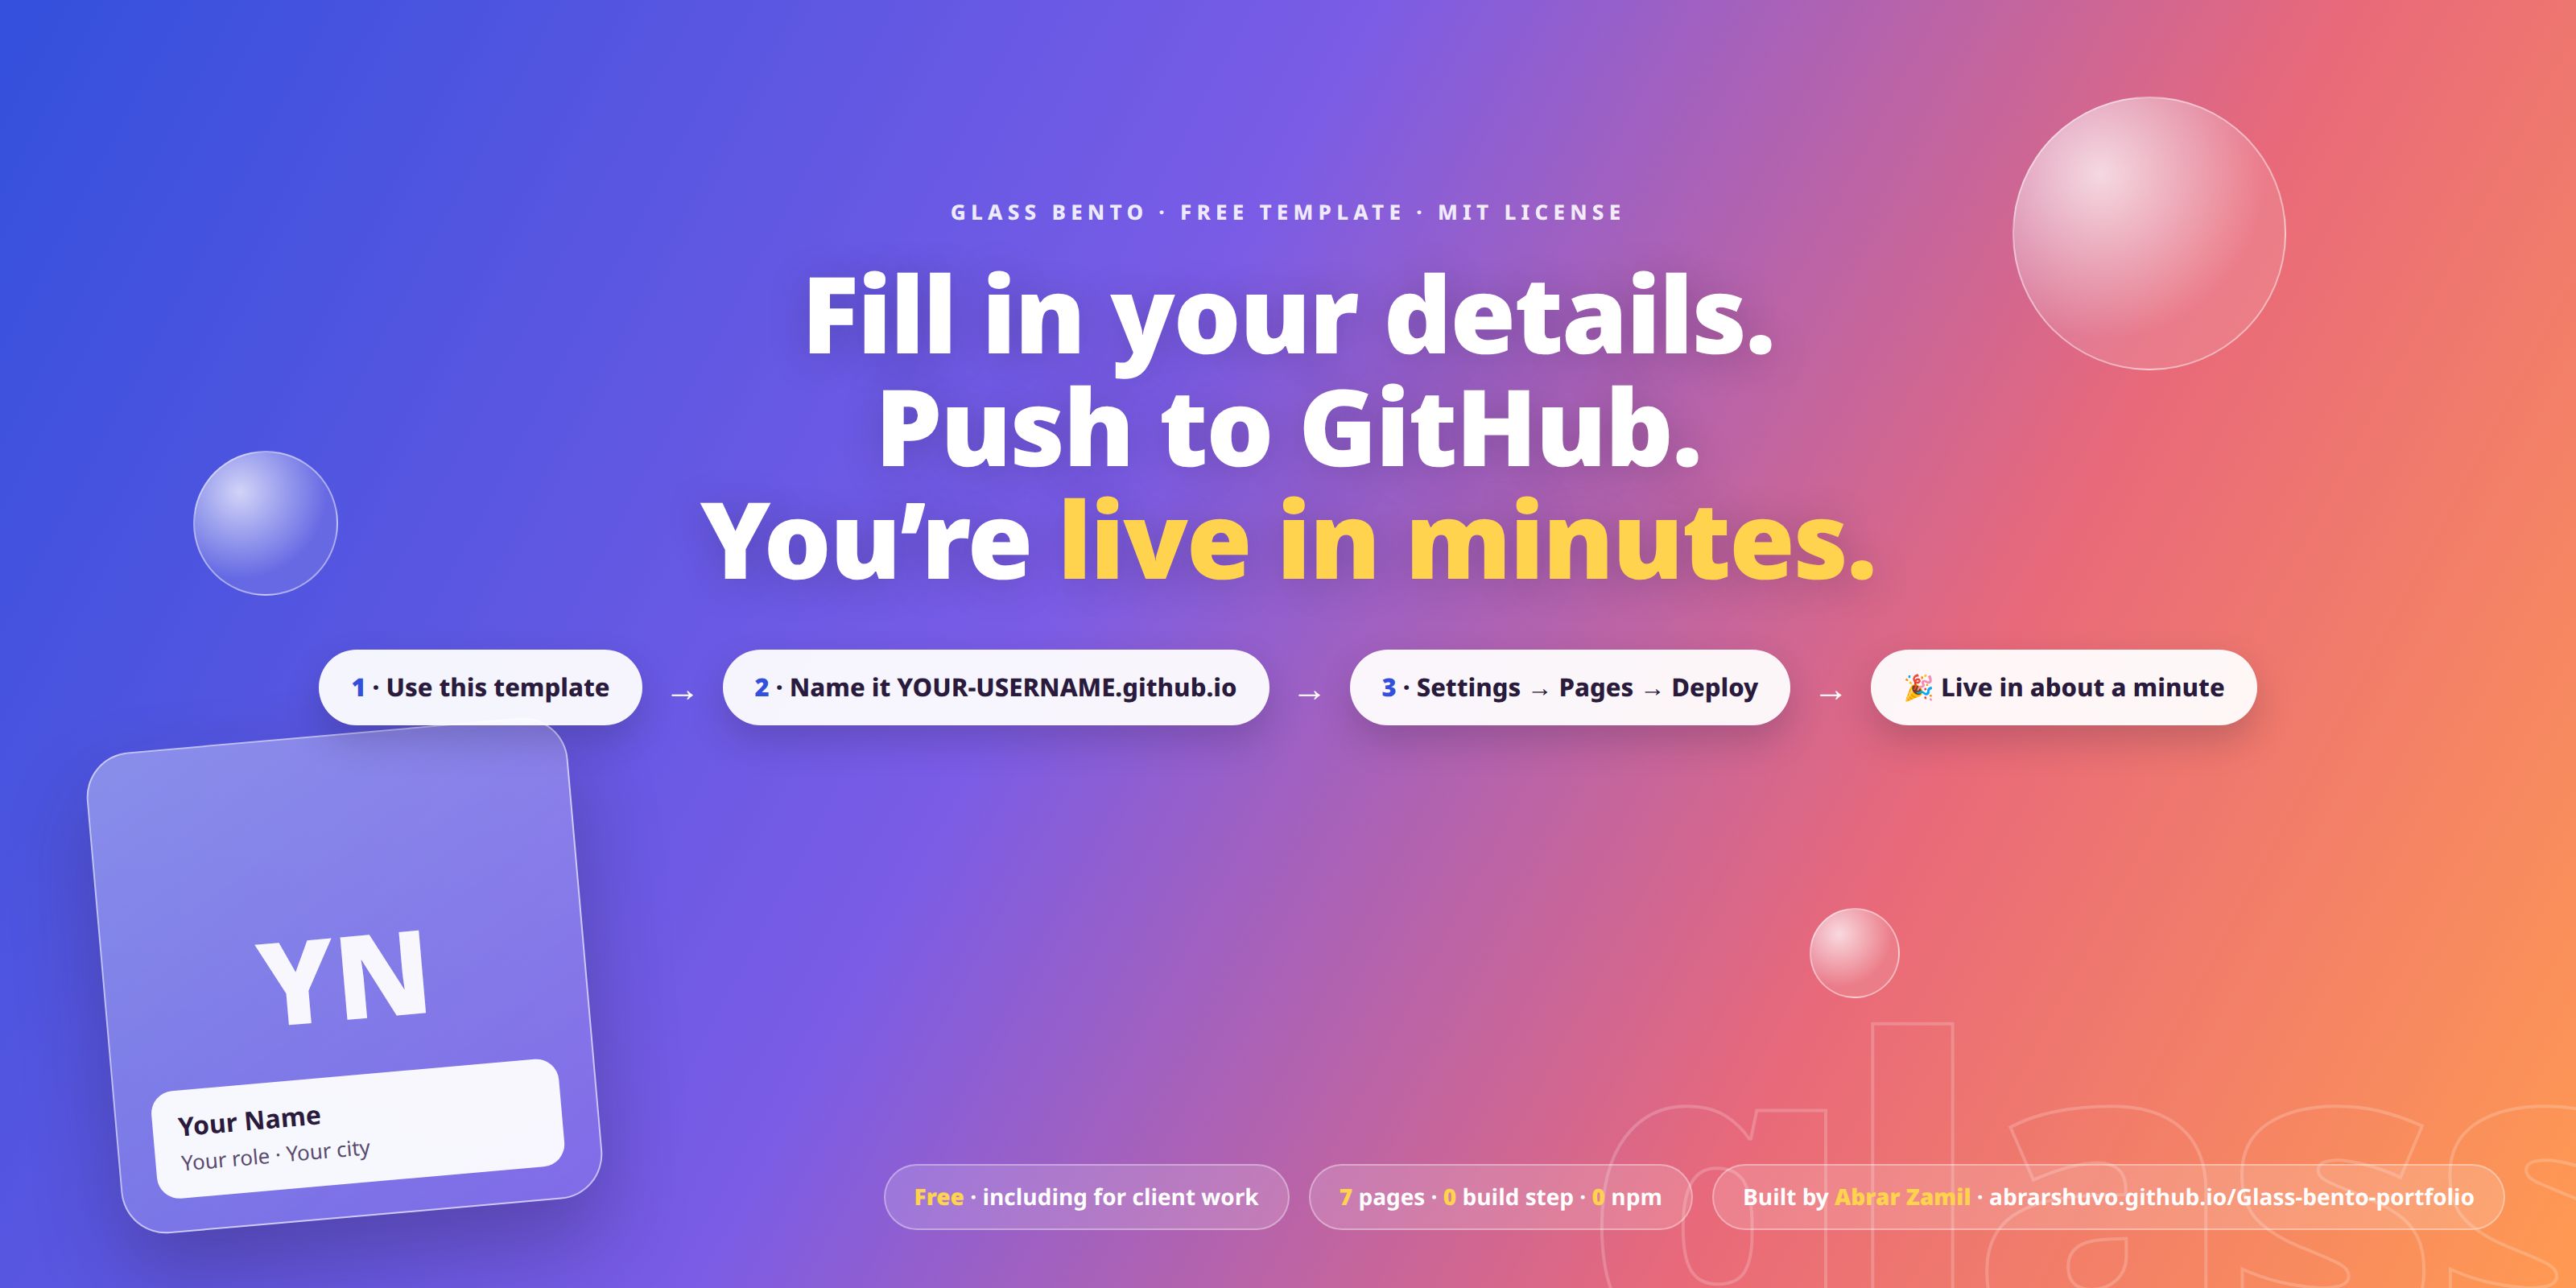 GLASS BENTO · FREE TEMPLATE · MIT LICENSE
Fill in your details.
Push to GitHub.
You’re live in minutes.
1 · Use this template → 2 · Name it YOUR-USERNAME.github.io → 3 · Settings → Pages → Deploy → 🎉 Live in about a minute
YN
Your Name
Your role · Your city
glass
Free · including for client work
7 pages · 0 build step · 0 npm
Built by Abrar Zamil · abrarshuvo.github.io/Glass-bento-portfolio